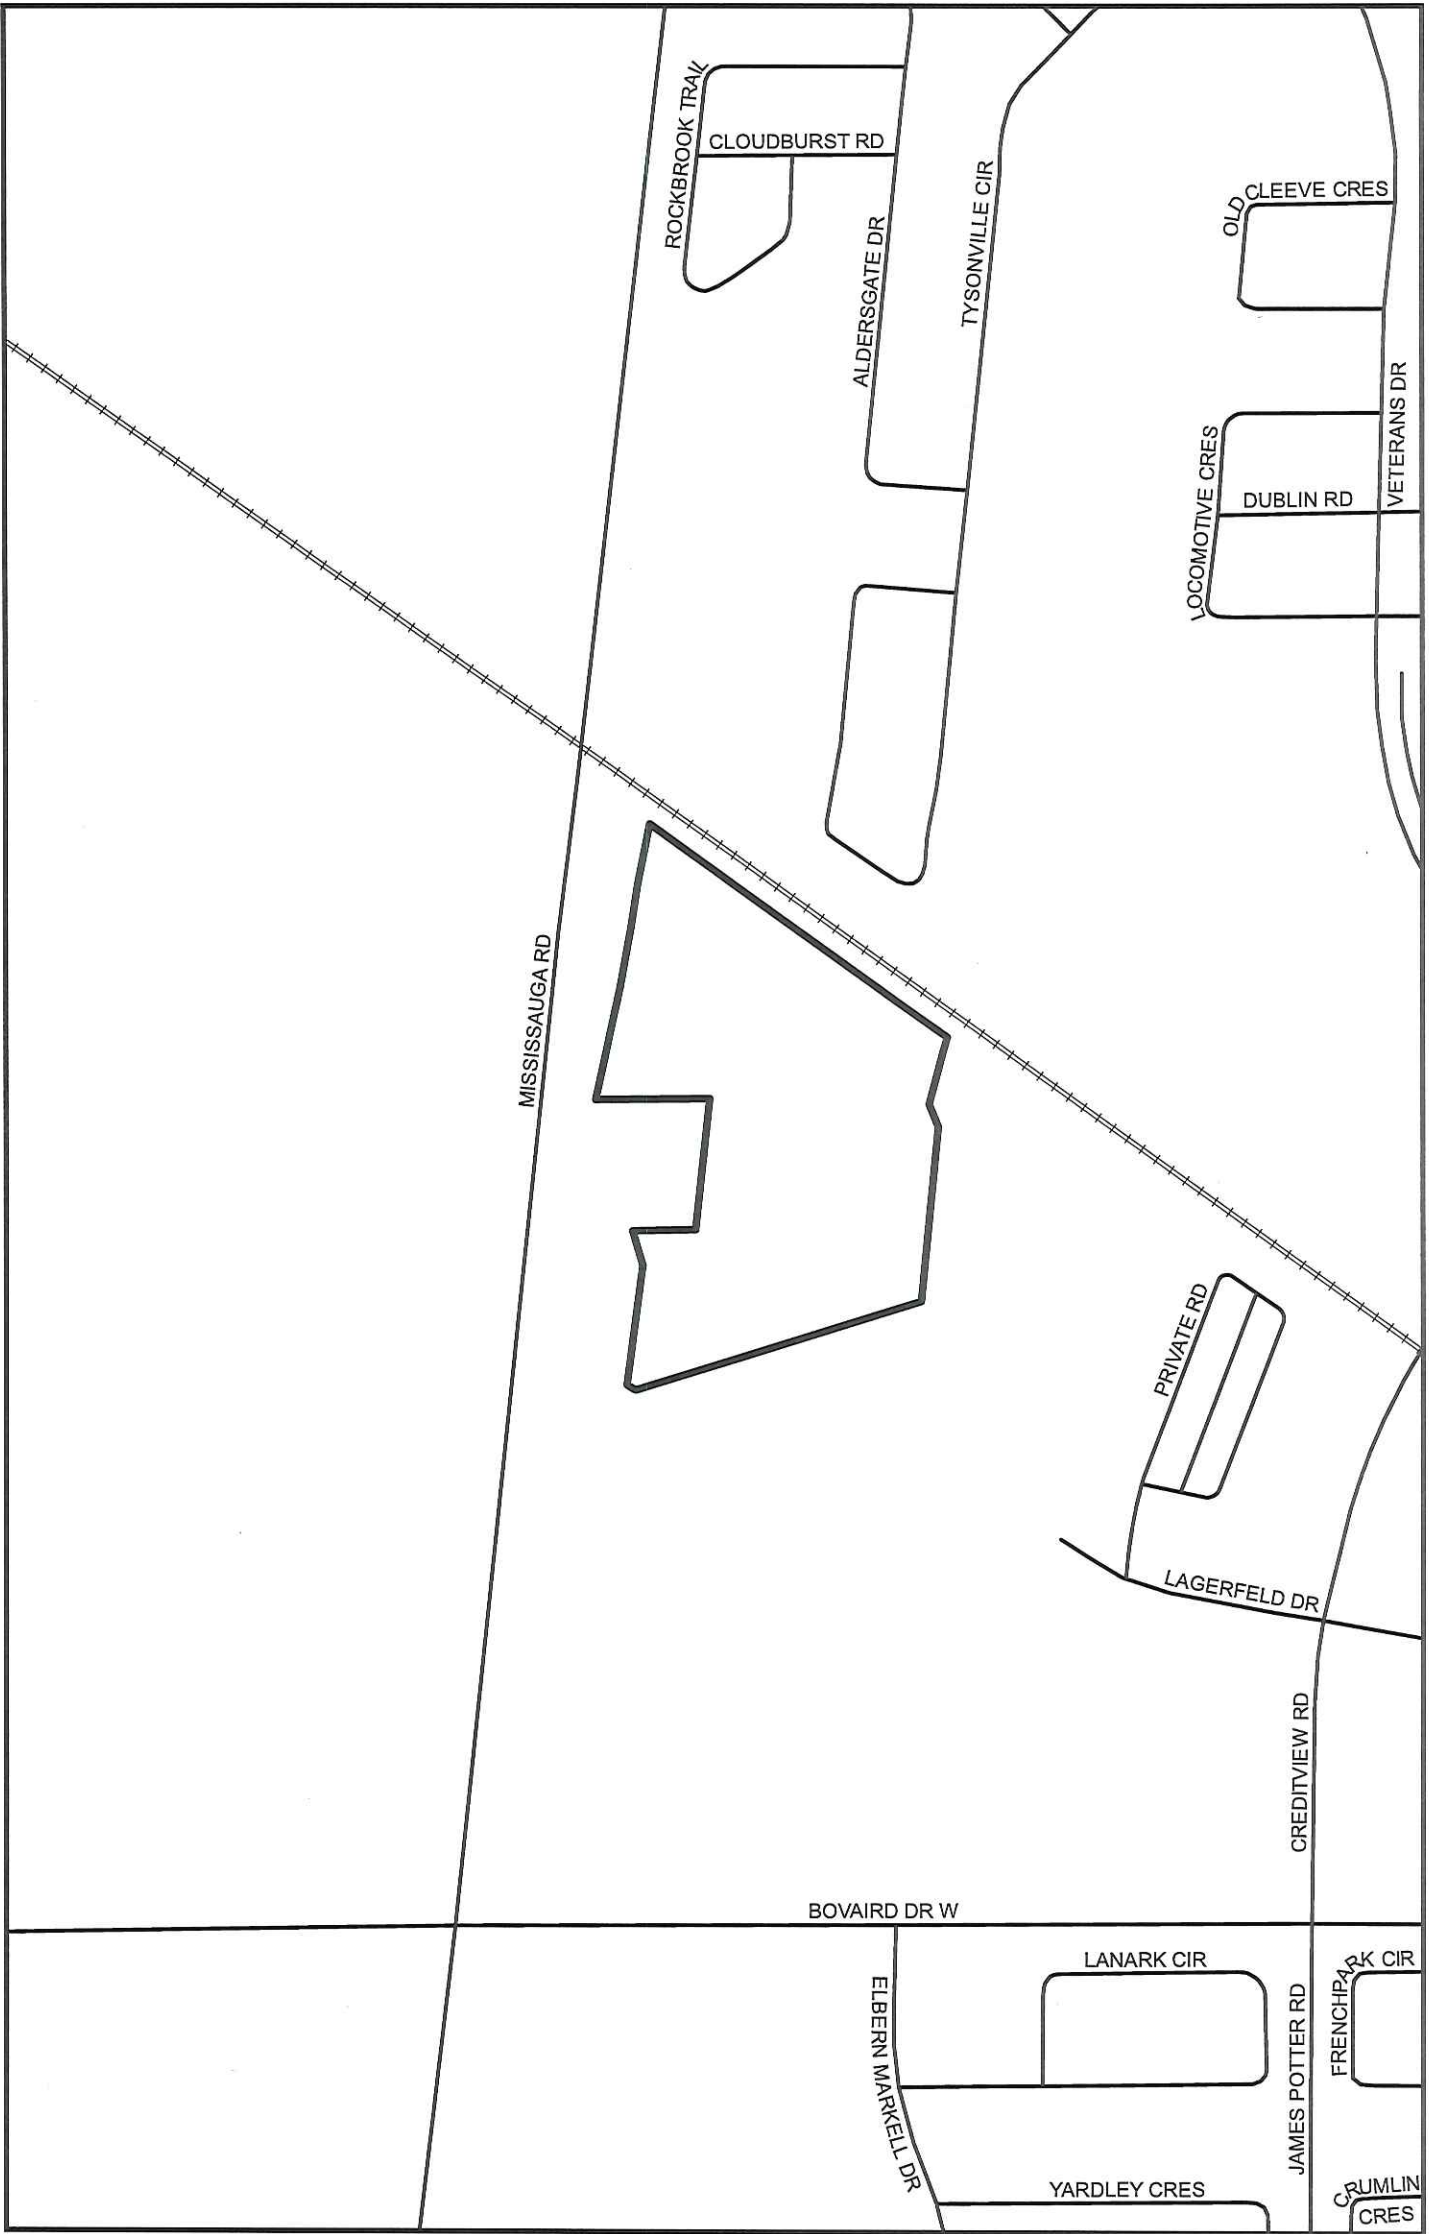 ROCKBROOK TRAIL
CLOUDBURST RD
ALDERSGATE DR
TYSONVILLE CIR
OLD CLEEVE CRES
VETERANS DR
LOCOMOTIVE CRES
DUBLIN RD
MISSISSAUGA RD
PRIVATE RD
LAGERFELD DR
CREDITVIEW RD
BOVAIRD DR W
LANARK CIR
FRENCHPARK CIR
ELBERN MARKELL DR
JAMES POTTER RD
YARDLEY CRES
CRUMLIN
CRES